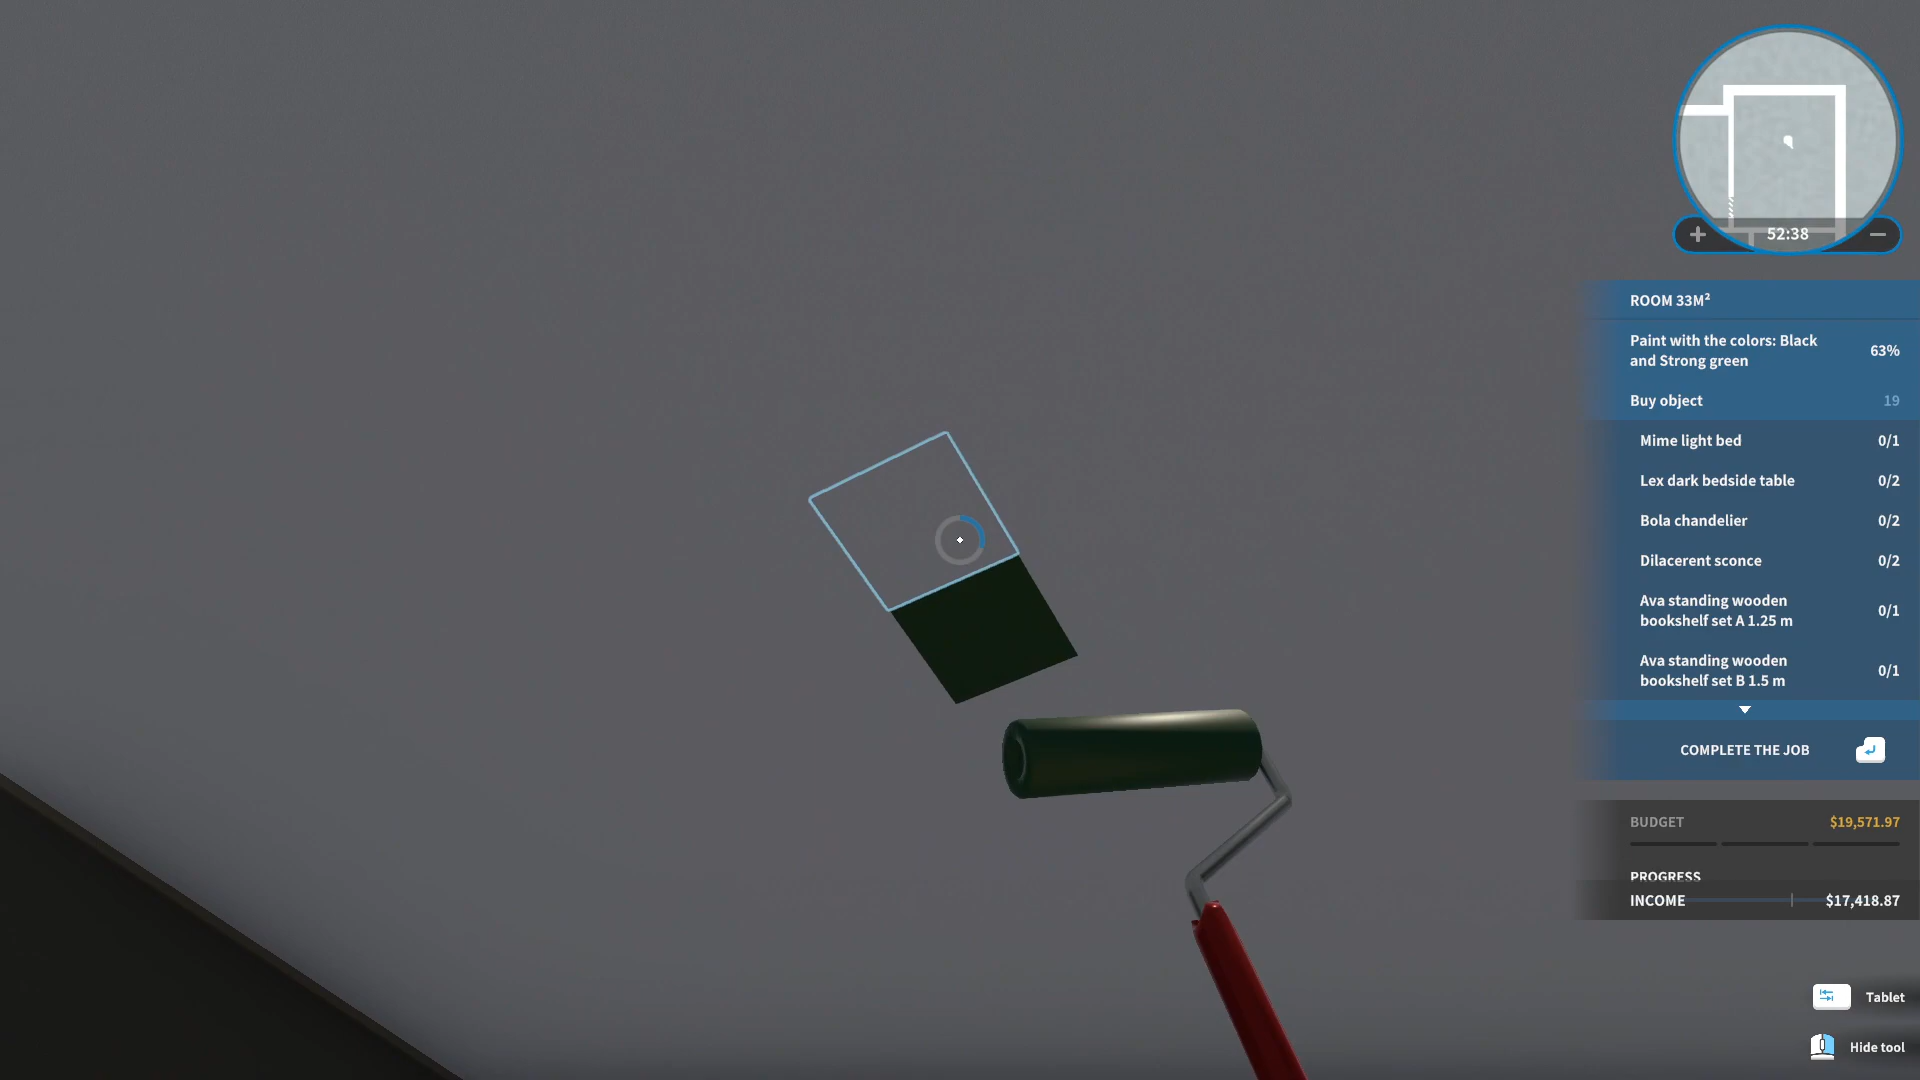 + 52:38 −
ROOM 33M²
Paint with the colors: Black
and Strong green 63%
Buy object 19
Mime light bed 0/1
Lex dark bedside table 0/2
Bola chandelier 0/2
Dilacerent sconce 0/2
Ava standing wooden
bookshelf set A 1.25 m 0/1
Ava standing wooden
bookshelf set B 1.5 m 0/1
COMPLETE THE JOB
BUDGET $19,571.97
PROGRESS
INCOME $17,418.87
Tablet
Hide tool